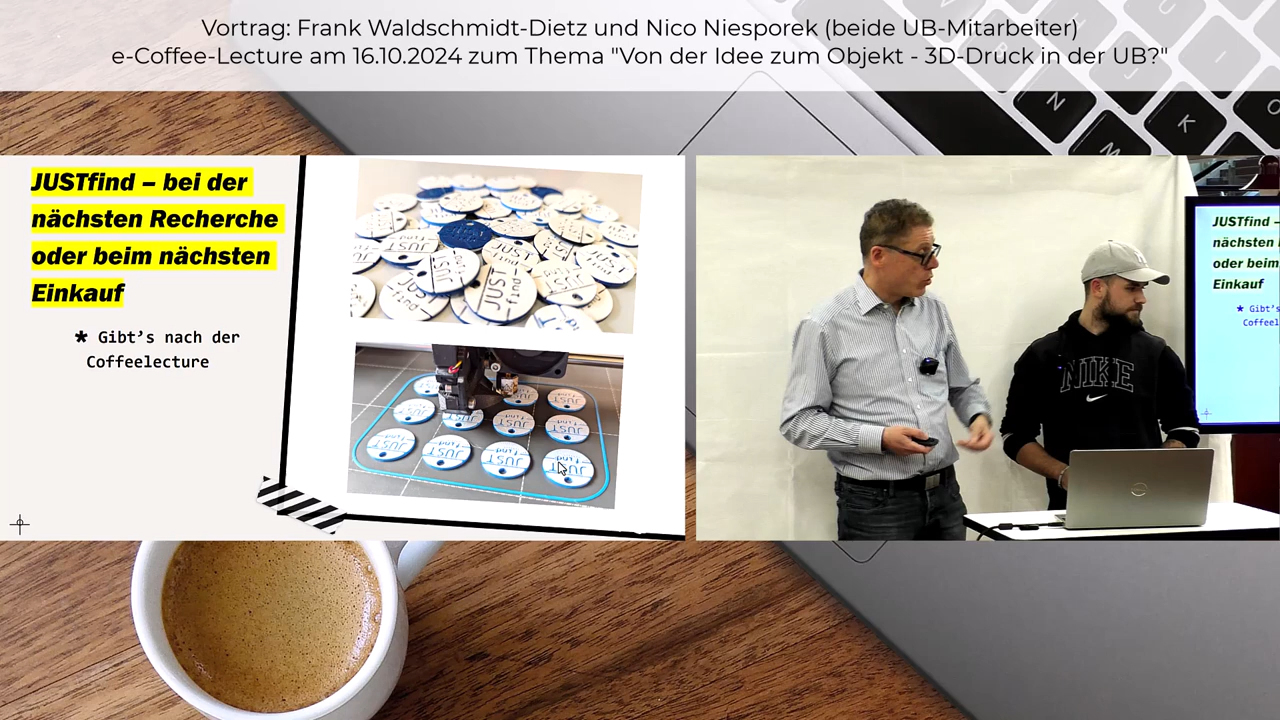 Vortrag: Frank Waldschmidt-Dietz und Nico Niesporek (beide UB-Mitarbeiter)
e-Coffee-Lecture am 16.10.2024 zum Thema "Von der Idee zum Objekt - 3D-Druck in der UB?"
JUSTfind – bei der
nächsten Recherche
oder beim nächsten
Einkauf
* Gibt's nach der
Coffeelecture
JUST
find
JUST
find
NIKE
JUSTfind –
nächsten
oder beim
Einkauf
* Gibt's
N
K
M